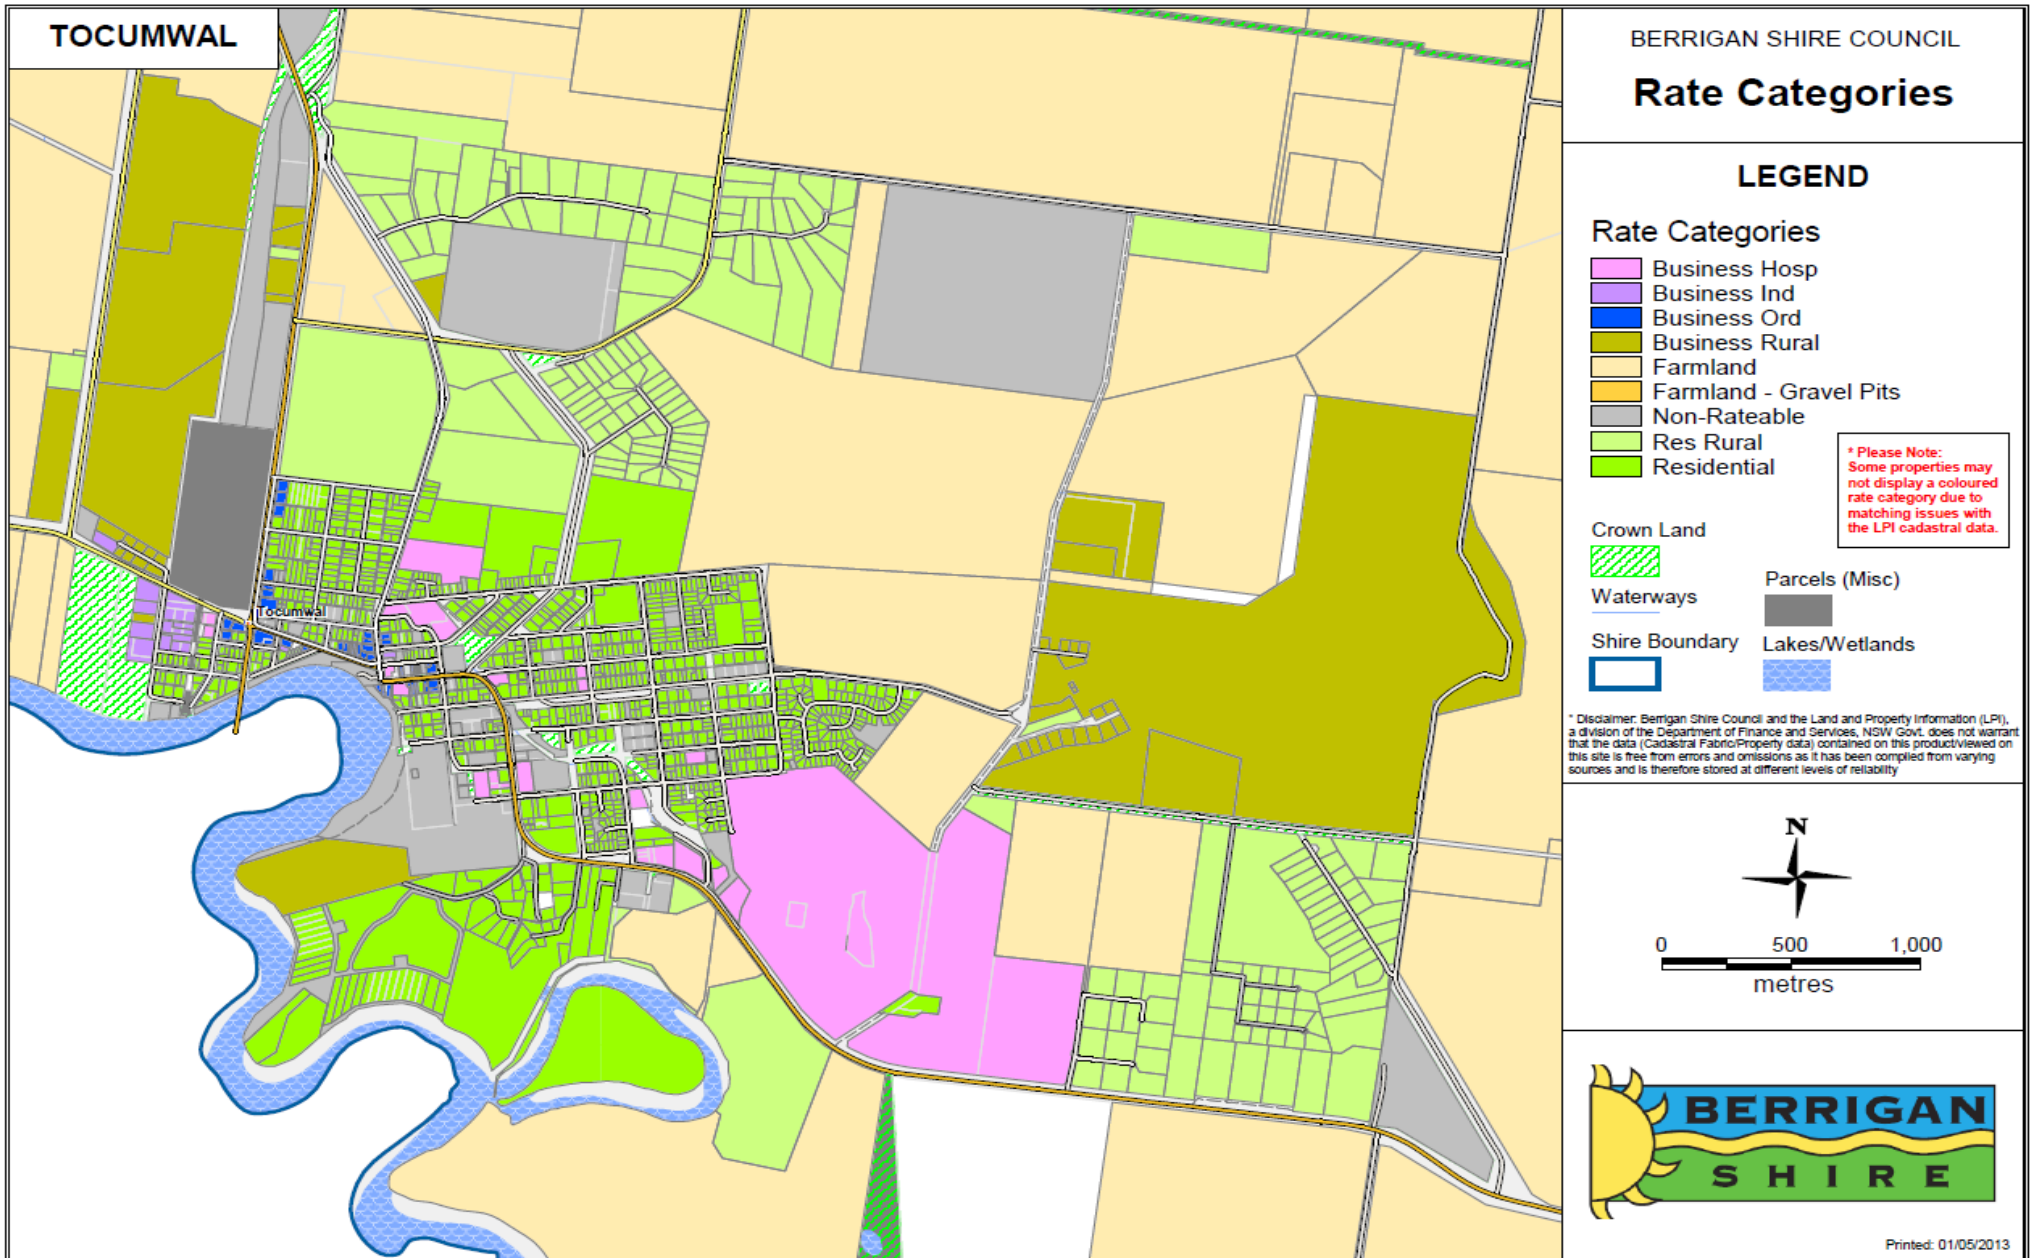 TOCUMWAL
Tocumwal
BERRIGAN SHIRE COUNCIL
Rate Categories
LEGEND
Rate Categories
Business Hosp
Business Ind
Business Ord
Business Rural
Farmland
Farmland - Gravel Pits
Non-Rateable
Res Rural
Residential
* Please Note:
Some properties may
not display a coloured
rate category due to
matching issues with
the LPI cadastral data.
Crown Land
Waterways
Shire Boundary
Parcels (Misc)
Lakes/Wetlands
* Disclaimer: Berrigan Shire Council and the Land and Property Information (LPI),
a division of the Department of Finance and Services, NSW Govt. does not warrant
that the data (Cadastral Fabric/Property data) contained on this product/viewed on
this site is free from errors and omissions as it has been compiled from varying
sources and is therefore stored at different levels of reliability
N
0 500 1,000
metres
BERRIGAN
SHIRE
Printed: 01/05/2013